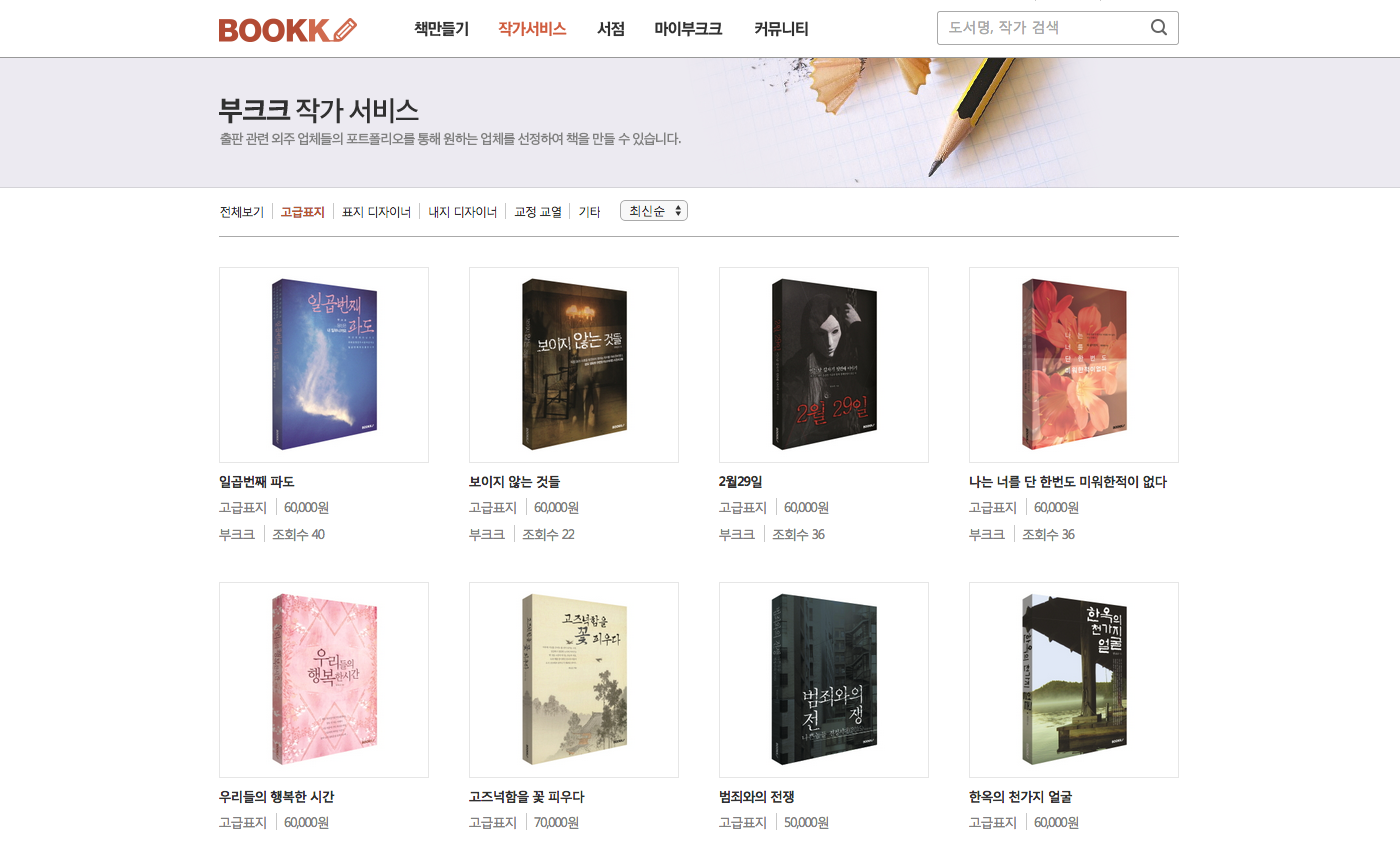 BOOKK
책만들기 작가서비스 서점 마이부크크 커뮤니티
도서명, 작가 검색
부크크 작가 서비스
출판 관련 외주 업체들의 포트폴리오를 통해 원하는 업체를 선정하여 책을 만들 수 있습니다.
전체보기 고급표지 표지 디자이너 내지 디자이너 교정 교열 기타 최신순
일곱번째
파도
보이지 않는 것들
2월 29일
나 는
너 를
단 한 번 도
미워한적이없다
일곱번째 파도
고급표지 60,000원
부크크 조회수 40
보이지 않는 것들
고급표지 60,000원
부크크 조회수 22
2월29일
고급표지 60,000원
부크크 조회수 36
나는 너를 단 한번도 미워한적이 없다
고급표지 60,000원
부크크 조회수 36
우리들의
행복한시간
고즈넉함을
꽃 피우다
범죄와의
전 쟁
한옥의
천가지
얼굴
우리들의 행복한 시간
고급표지 60,000원
고즈넉함을 꽃 피우다
고급표지 70,000원
범죄와의 전쟁
고급표지 50,000원
한옥의 천가지 얼굴
고급표지 60,000원